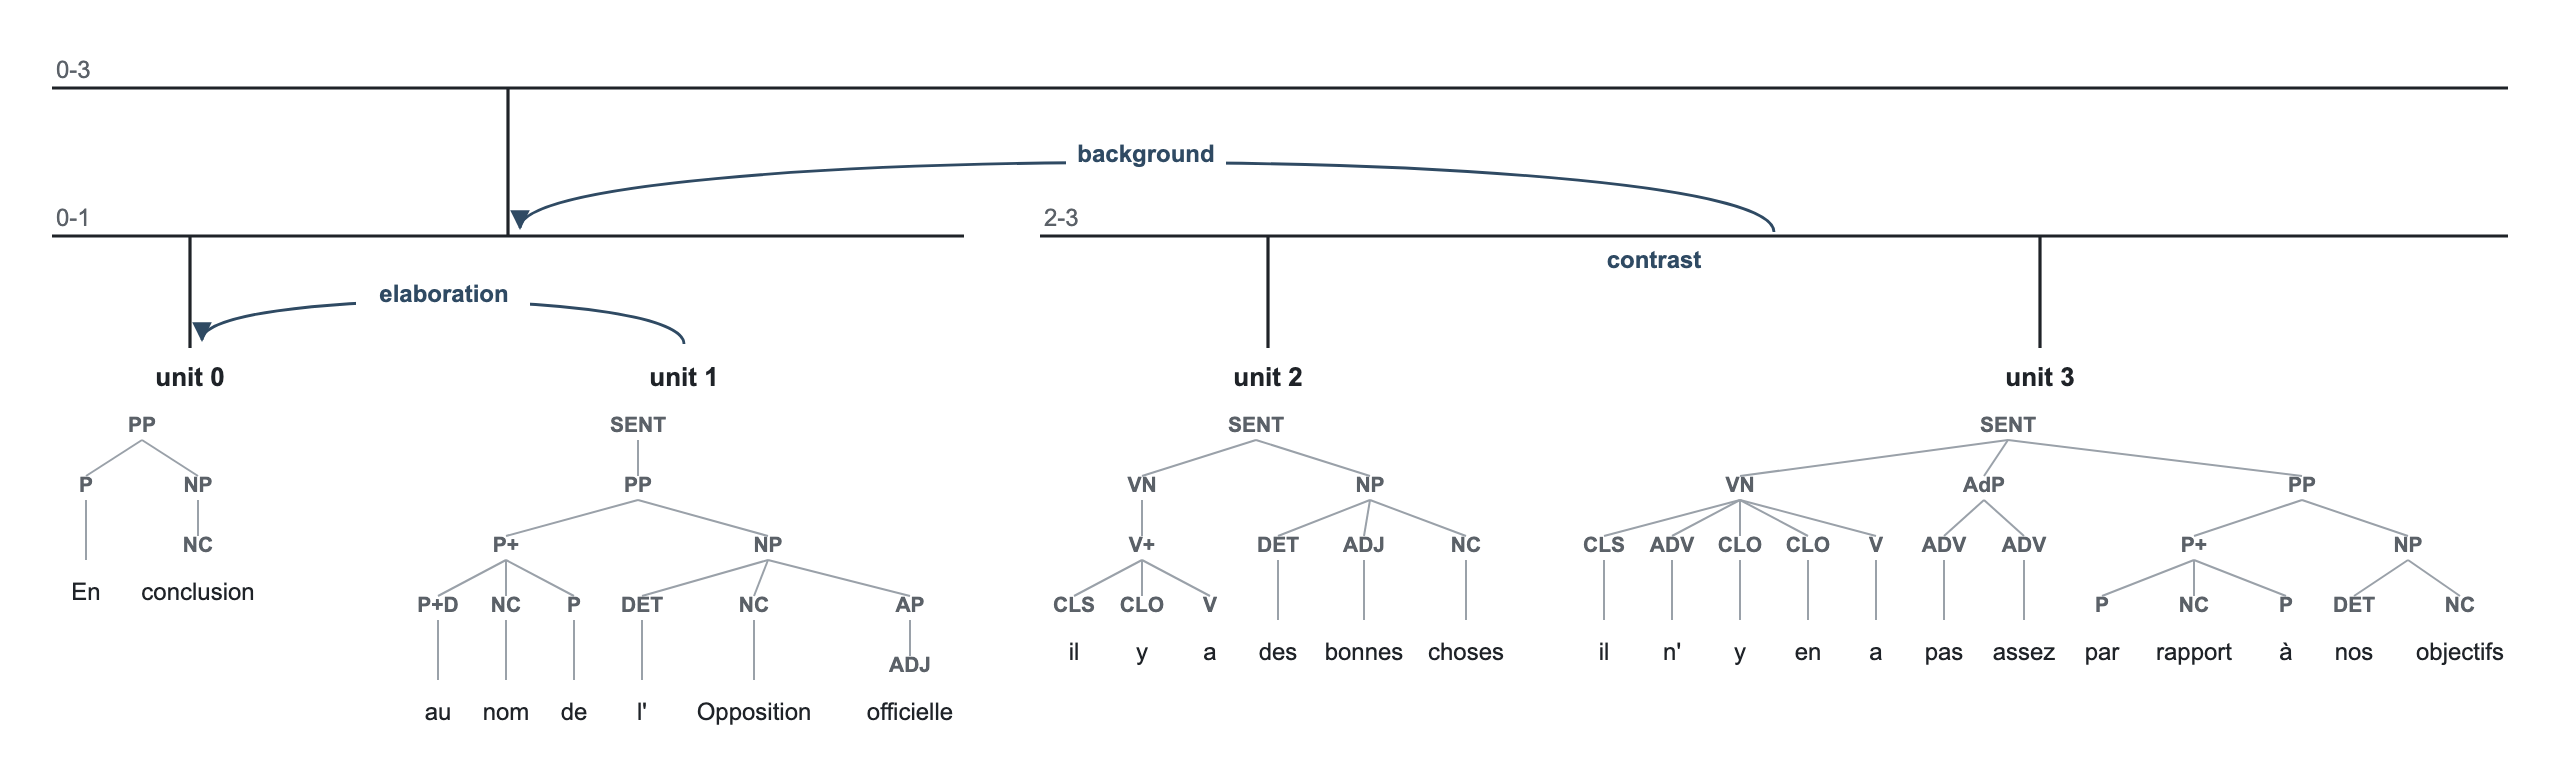 0-3
background
0-1 2-3
contrast
elaboration
unit 0 unit 1 unit 2 unit 3
PP SENT SENT SENT
P NP PP VN NP VN AdP PP
NC P+ NP V+ DET ADJ NC CLS ADV CLO CLO V ADV ADV P+ NP
En conclusion P+D NC P DET NC AP CLS CLO V P NC P DET NC
il y a des bonnes choses il n' y en a pas assez par rapport à nos objectifs
ADJ
au nom de l' Opposition officielle